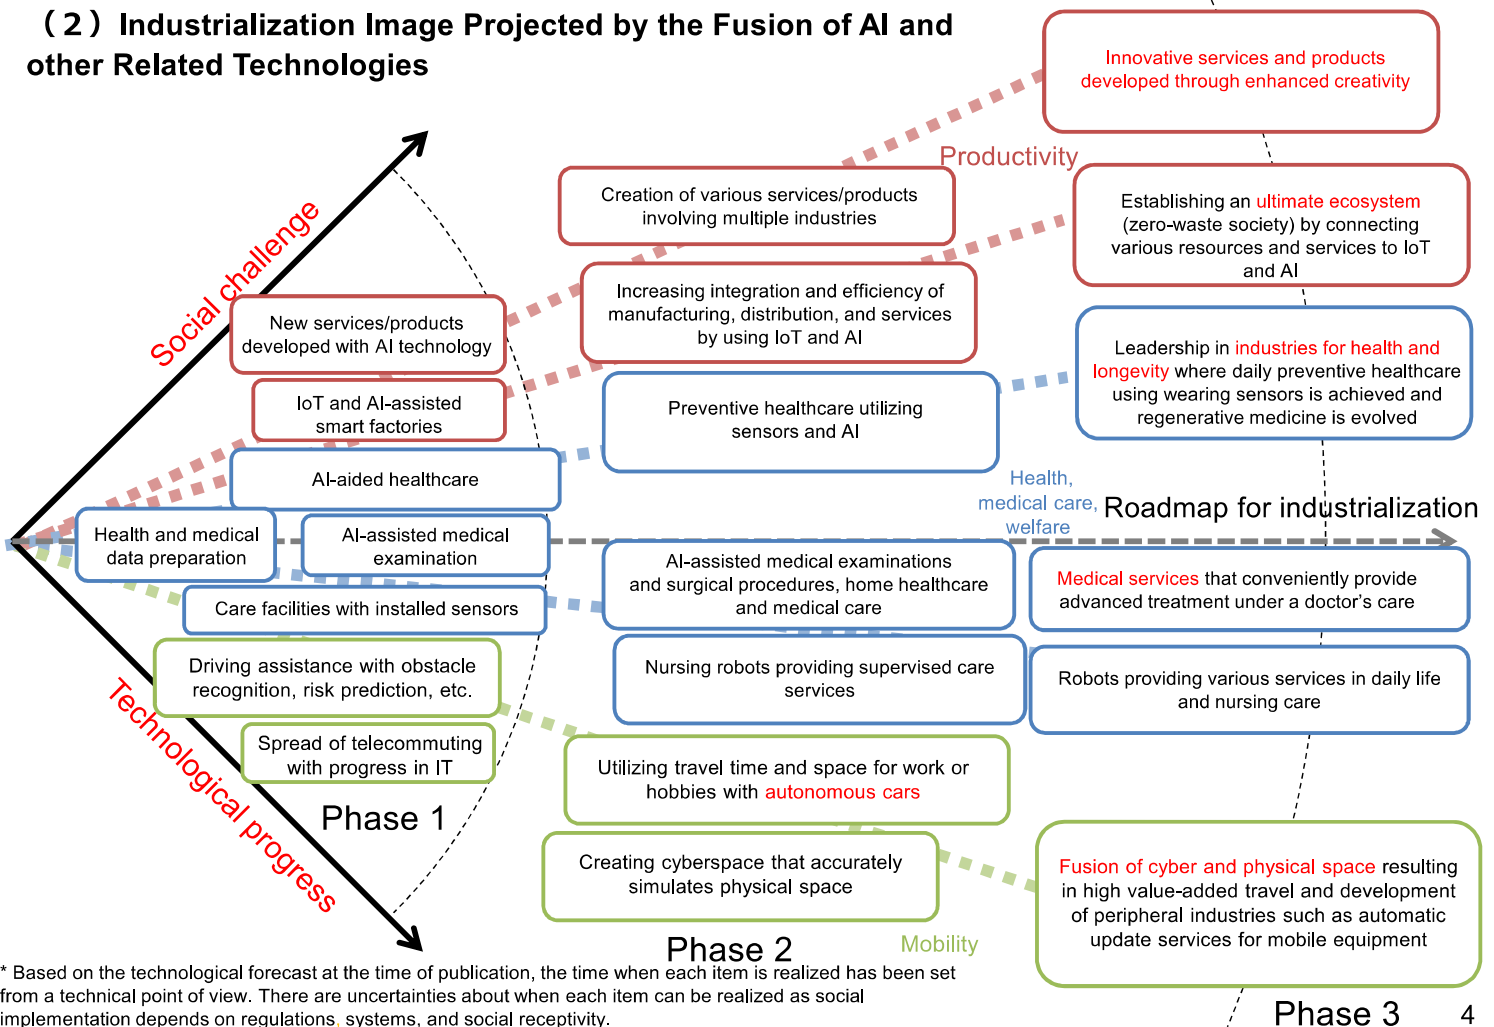 （2）Industrialization Image Projected by the Fusion of AI and
other Related Technologies
Innovative services and products
developed through enhanced creativity
Productivity
Creation of various services/products
involving multiple industries
Establishing an ultimate ecosystem
(zero-waste society) by connecting
various resources and services to IoT
and AI
Social challenge
New services/products
developed with AI technology
Increasing integration and efficiency of
manufacturing, distribution, and services
by using IoT and AI
Leadership in industries for health and
longevity where daily preventive healthcare
using wearing sensors is achieved and
regenerative medicine is evolved
IoT and AI-assisted
smart factories
Preventive healthcare utilizing
sensors and AI
AI-aided healthcare
Health,
medical care,
welfare
Roadmap for industrialization
Health and medical
data preparation
AI-assisted medical
examination
AI-assisted medical examinations
and surgical procedures, home healthcare
and medical care
Medical services that conveniently provide
advanced treatment under a doctor's care
Care facilities with installed sensors
Driving assistance with obstacle
recognition, risk prediction, etc.
Nursing robots providing supervised care
services
Robots providing various services in daily life
and nursing care
Technological progress
Spread of telecommuting
with progress in IT
Utilizing travel time and space for work or
hobbies with autonomous cars
Phase 1
Creating cyberspace that accurately
simulates physical space
Fusion of cyber and physical space resulting
in high value-added travel and development
of peripheral industries such as automatic
update services for mobile equipment
Phase 2
Mobility
* Based on the technological forecast at the time of publication, the time when each item is realized has been set
from a technical point of view. There are uncertainties about when each item can be realized as social
implementation depends on regulations, systems, and social receptivity.
Phase 3
4